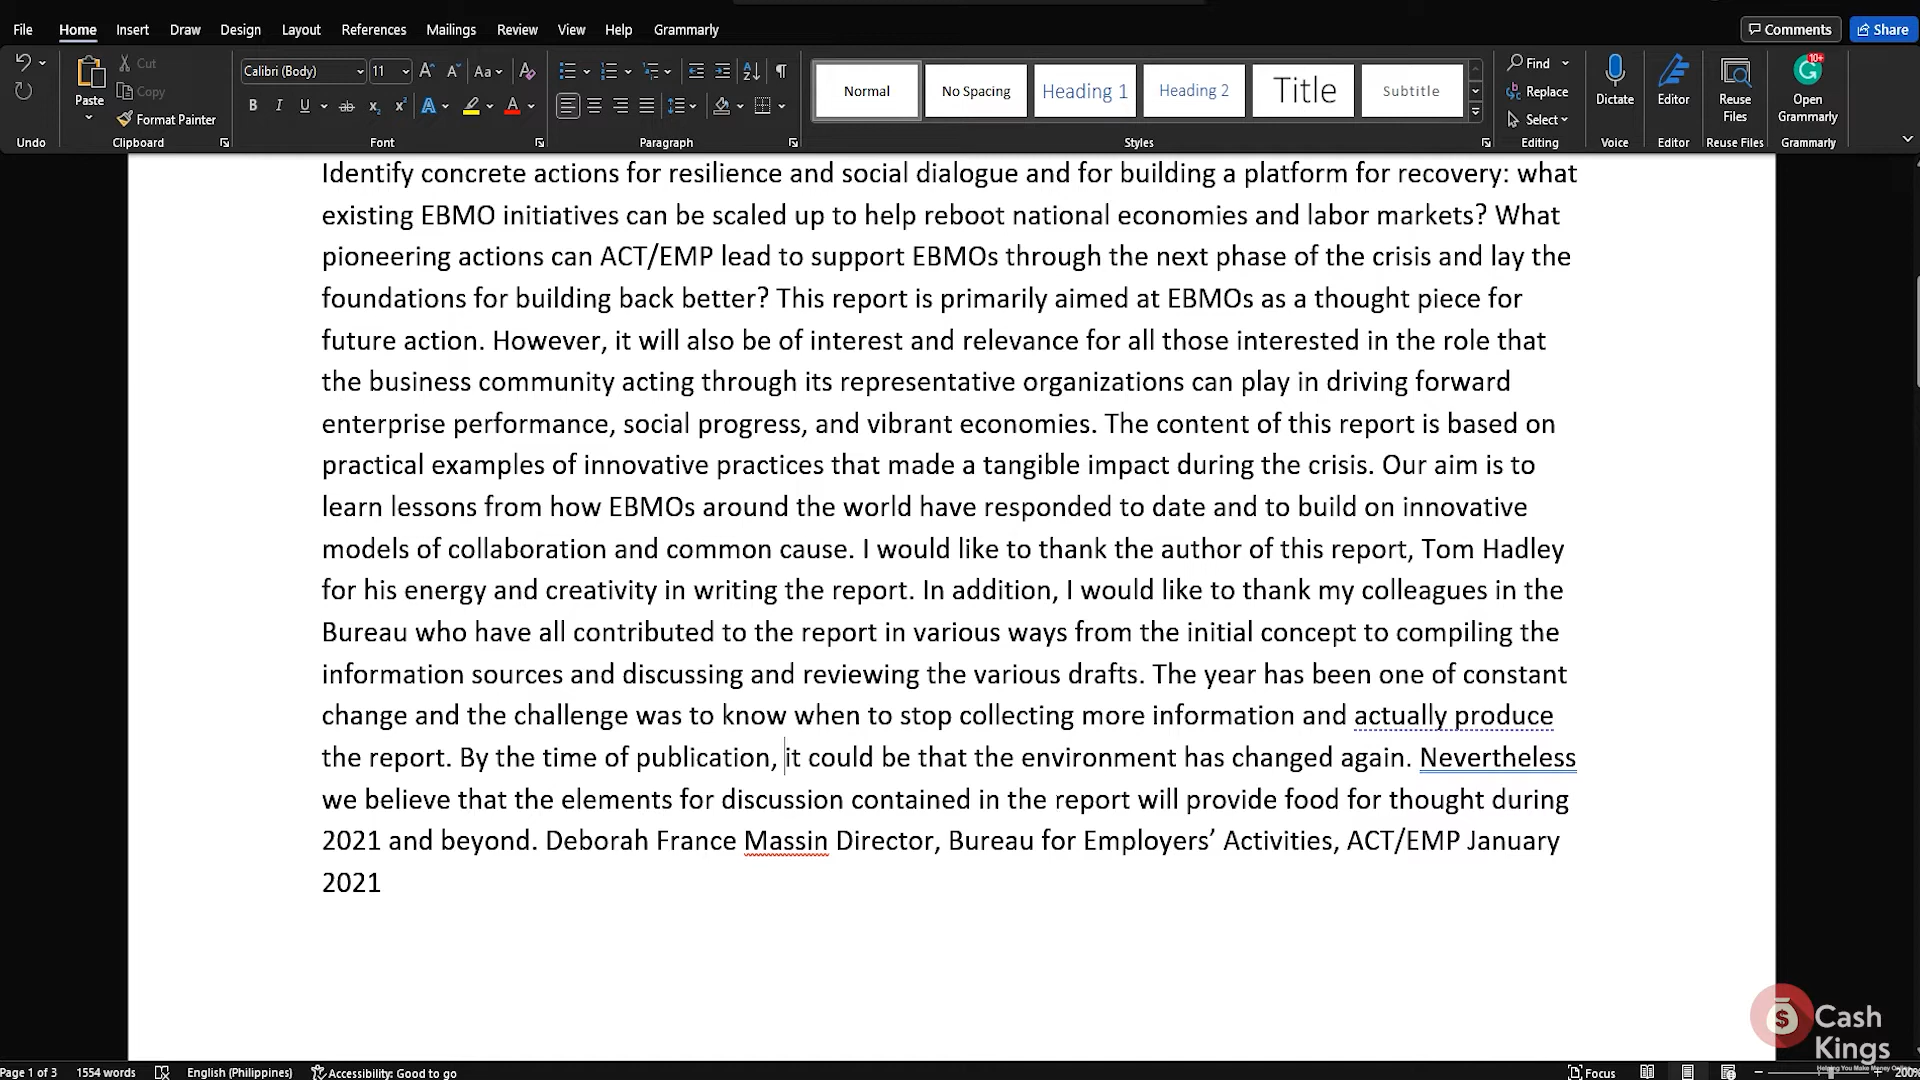 File Home Insert Draw Design Layout References Mailings Review View Help Grammarly Comments Share
Cut
Copy
Format Painter
Paste
Calibri (Body) 11
Normal No Spacing Heading 1 Heading 2 Title Subtitle
Find
Replace
Select
Dictate Editor Reuse Files Open Grammarly
10+
Undo Clipboard Font Paragraph Styles Editing Voice Editor Reuse Files Grammarly
Identify concrete actions for resilience and social dialogue and for building a platform for recovery: what
existing EBMO initiatives can be scaled up to help reboot national economies and labor markets? What
pioneering actions can ACT/EMP lead to support EBMOs through the next phase of the crisis and lay the
foundations for building back better? This report is primarily aimed at EBMOs as a thought piece for
future action. However, it will also be of interest and relevance for all those interested in the role that
the business community acting through its representative organizations can play in driving forward
enterprise performance, social progress, and vibrant economies. The content of this report is based on
practical examples of innovative practices that made a tangible impact during the crisis. Our aim is to
learn lessons from how EBMOs around the world have responded to date and to build on innovative
models of collaboration and common cause. I would like to thank the author of this report, Tom Hadley
for his energy and creativity in writing the report. In addition, I would like to thank my colleagues in the
Bureau who have all contributed to the report in various ways from the initial concept to compiling the
information sources and discussing and reviewing the various drafts. The year has been one of constant
change and the challenge was to know when to stop collecting more information and actually produce
the report. By the time of publication, it could be that the environment has changed again. Nevertheless
we believe that the elements for discussion contained in the report will provide food for thought during
2021 and beyond. Deborah France Massin Director, Bureau for Employers’ Activities, ACT/EMP January
2021
Cash
Kings
Page 1 of 3 1554 words English (Philippines) Accessibility: Good to go Focus 200%